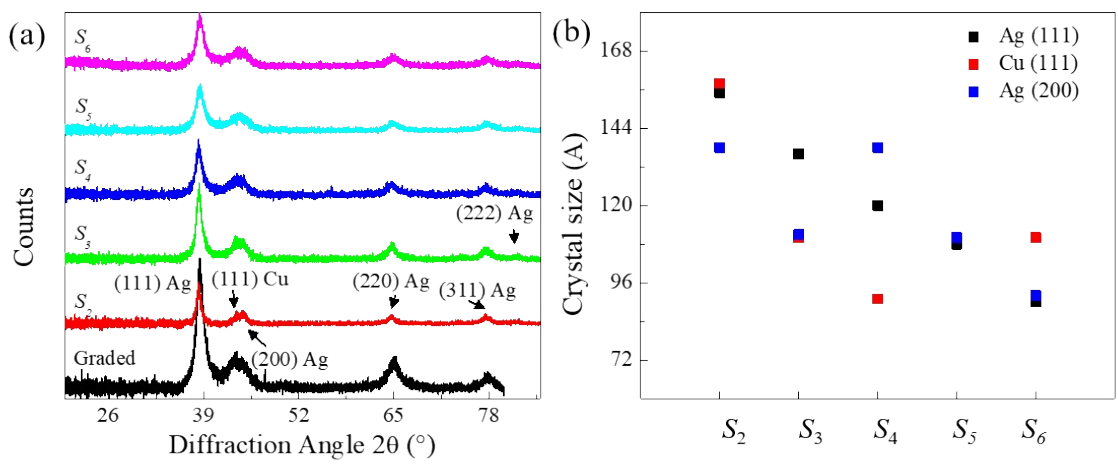 (a)
S6
S5
S4
S3
S2
Graded
(111) Ag
(111) Cu
(200) Ag
(220) Ag
(311) Ag
(222) Ag
Counts
26 39 52 65 78
Diffraction Angle 2θ (°)
(b)
Ag (111)
Cu (111)
Ag (200)
168
144
120
96
72
Crystal size (A)
S2 S3 S4 S5 S6